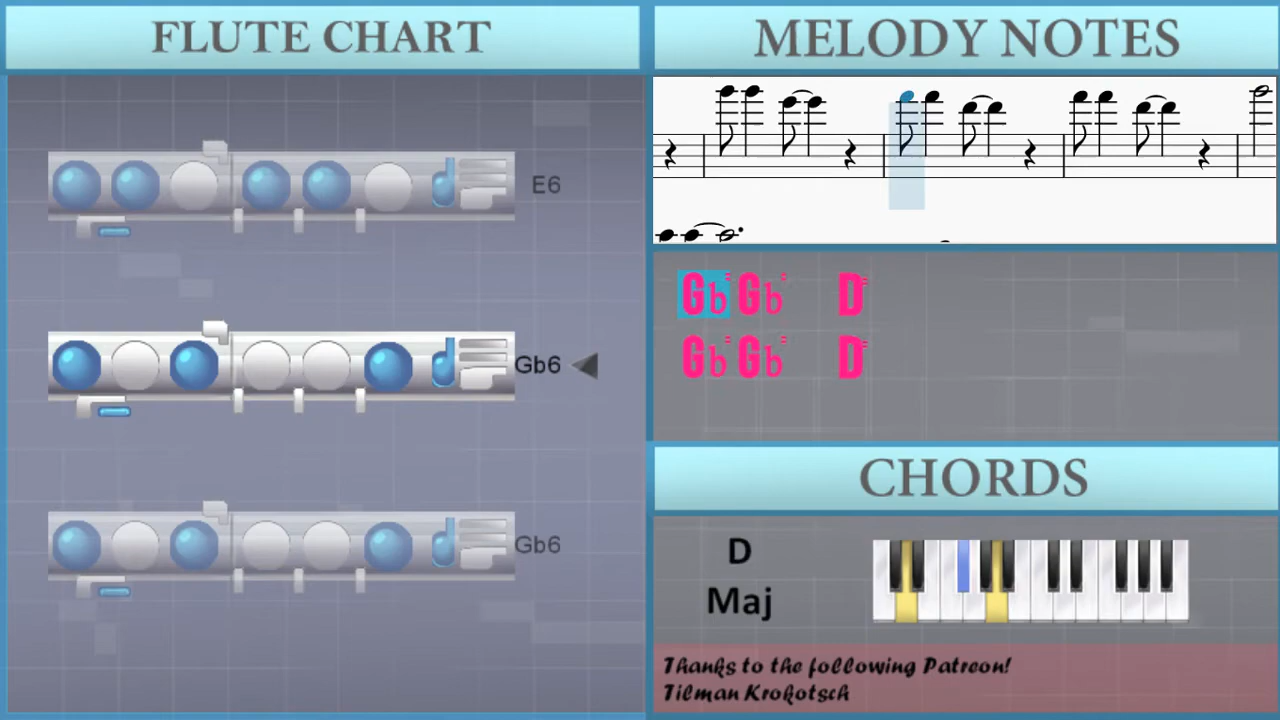 FLUTE CHART
E6
Gb6
Gb6
MELODY NOTES
Gb Gb D
Gb Gb D
CHORDS
D
Maj
Thanks to the following Patreon!
Tilman Krokotsch